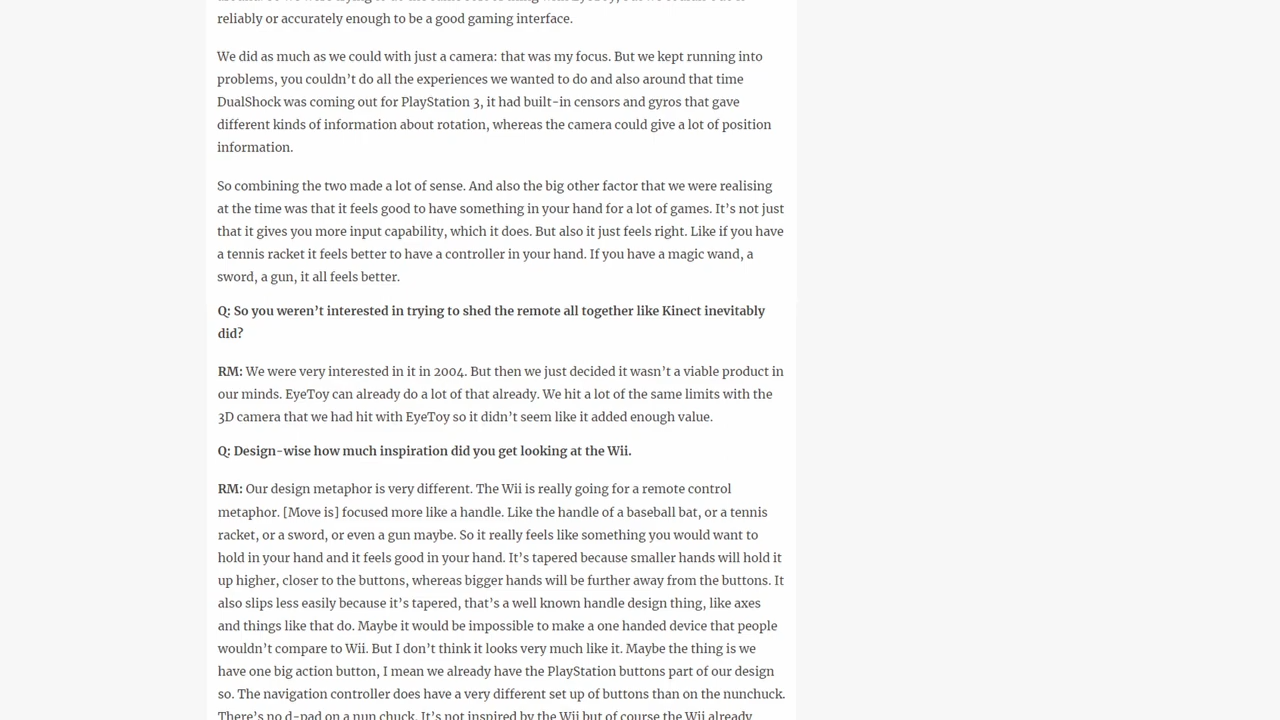 reliably or accurately enough to be a good gaming interface.
We did as much as we could with just a camera: that was my focus. But we kept running into
problems, you couldn’t do all the experiences we wanted to do and also around that time
DualShock was coming out for PlayStation 3, it had built-in censors and gyros that gave
different kinds of information about rotation, whereas the camera could give a lot of position
information.
So combining the two made a lot of sense. And also the big other factor that we were realising
at the time was that it feels good to have something in your hand for a lot of games. It’s not just
that it gives you more input capability, which it does. But also it just feels right. Like if you have
a tennis racket it feels better to have a controller in your hand. If you have a magic wand, a
sword, a gun, it all feels better.
Q: So you weren’t interested in trying to shed the remote all together like Kinect inevitably
did?
RM: We were very interested in it in 2004. But then we just decided it wasn’t a viable product in
our minds. EyeToy can already do a lot of that already. We hit a lot of the same limits with the
3D camera that we had hit with EyeToy so it didn’t seem like it added enough value.
Q: Design-wise how much inspiration did you get looking at the Wii.
RM: Our design metaphor is very different. The Wii is really going for a remote control
metaphor. [Move is] focused more like a handle. Like the handle of a baseball bat, or a tennis
racket, or a sword, or even a gun maybe. So it really feels like something you would want to
hold in your hand and it feels good in your hand. It’s tapered because smaller hands will hold it
up higher, closer to the buttons, whereas bigger hands will be further away from the buttons. It
also slips less easily because it’s tapered, that’s a well known handle design thing, like axes
and things like that do. Maybe it would be impossible to make a one handed device that people
wouldn’t compare to Wii. But I don’t think it looks very much like it. Maybe the thing is we
have one big action button, I mean we already have the PlayStation buttons part of our design
so. The navigation controller does have a very different set up of buttons than on the nunchuck.
There’s no d-pad on a nun chuck. It’s not inspired by the Wii but of course the Wii already